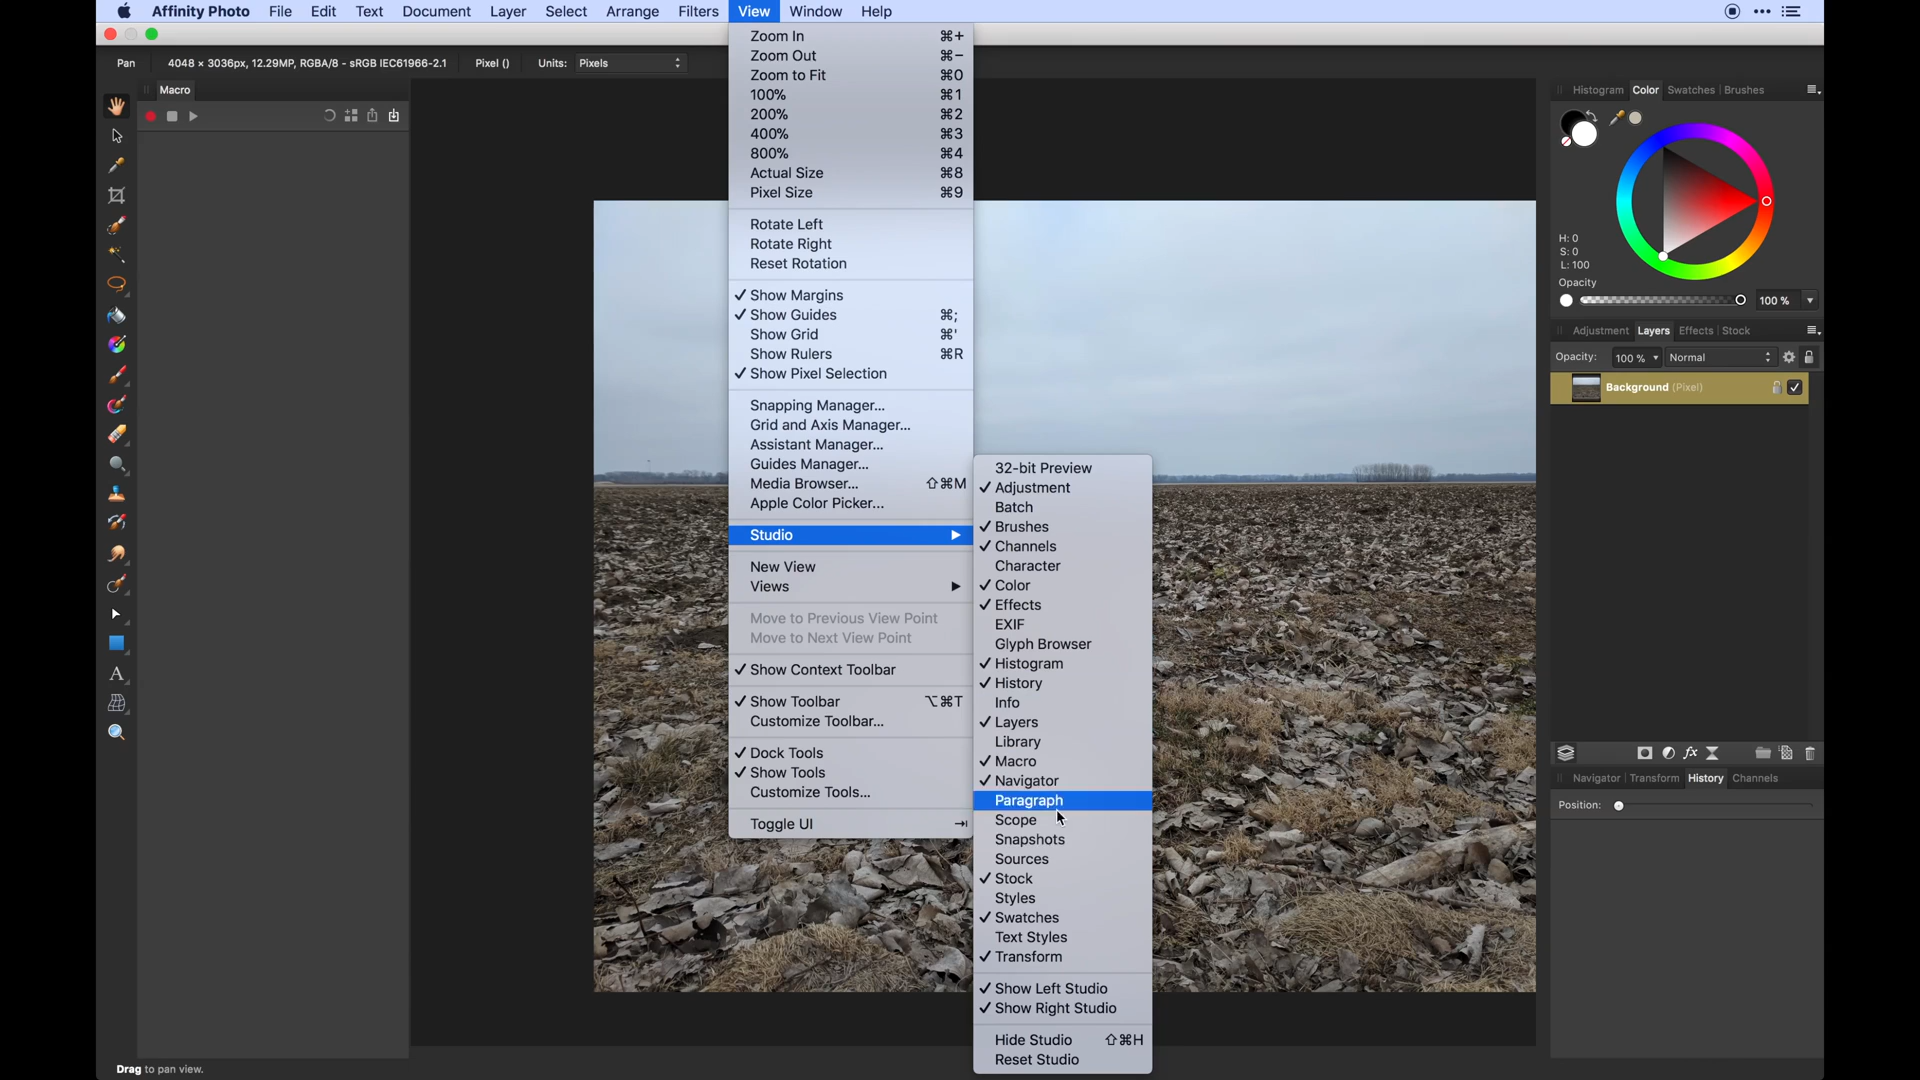 Affinity Photo File Edit Text Document Layer Select Arrange Filters View Window Help
Pan 4048 × 3036px, 12.29MP, RGBA/8 - sRGB IEC61966-2.1 Pixel () Units: Pixels
Macro
Zoom In ⌘+
Zoom Out ⌘−
Zoom to Fit ⌘0
100% ⌘1
200% ⌘2
400% ⌘3
800% ⌘4
Actual Size ⌘8
Pixel Size ⌘9
Rotate Left
Rotate Right
Reset Rotation
✓ Show Margins
✓ Show Guides ⌘;
Show Grid ⌘'
Show Rulers ⌘R
✓ Show Pixel Selection
Snapping Manager...
Grid and Axis Manager...
Assistant Manager...
Guides Manager...
Media Browser... ⇧⌘M
Apple Color Picker...
Studio ▶
New View
Views ▶
Move to Previous View Point
Move to Next View Point
✓ Show Context Toolbar
✓ Show Toolbar ⌥⌘T
Customize Toolbar...
✓ Dock Tools
✓ Show Tools
Customize Tools...
Toggle UI ⇥
32-bit Preview
✓ Adjustment
Batch
✓ Brushes
✓ Channels
Character
✓ Color
✓ Effects
EXIF
Glyph Browser
✓ Histogram
✓ History
Info
✓ Layers
Library
✓ Macro
✓ Navigator
Paragraph
Scope
Snapshots
Sources
✓ Stock
Styles
✓ Swatches
Text Styles
✓ Transform
✓ Show Left Studio
✓ Show Right Studio
Hide Studio ⇧⌘H
Reset Studio
Histogram Color Swatches Brushes
H: 0
S: 0
L: 100
Opacity
100 %
Adjustment Layers Effects Stock
Opacity: 100 % Normal
Background (Pixel)
fx
Navigator Transform History Channels
Position:
Drag to pan view.